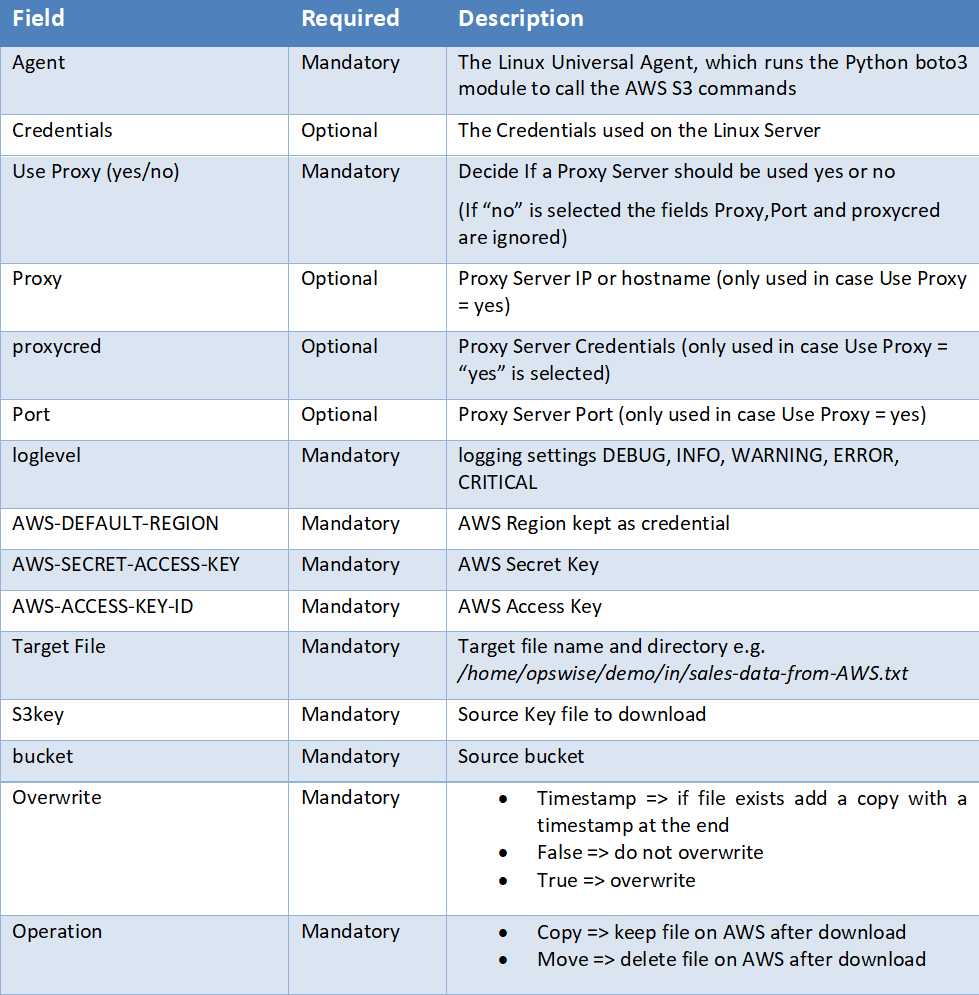 Field Required Description
Agent Mandatory The Linux Universal Agent, which runs the Python boto3
module to call the AWS S3 commands
Credentials Optional The Credentials used on the Linux Server
Use Proxy (yes/no) Mandatory Decide If a Proxy Server should be used yes or no
(If “no” is selected the fields Proxy,Port and proxycred
are ignored)
Proxy Optional Proxy Server IP or hostname (only used in case Use Proxy
= yes)
proxycred Optional Proxy Server Credentials (only used in case Use Proxy =
“yes” is selected)
Port Optional Proxy Server Port (only used in case Use Proxy = yes)
loglevel Mandatory logging settings DEBUG, INFO, WARNING, ERROR,
CRITICAL
AWS-DEFAULT-REGION Mandatory AWS Region kept as credential
AWS-SECRET-ACCESS-KEY Mandatory AWS Secret Key
AWS-ACCESS-KEY-ID Mandatory AWS Access Key
Target File Mandatory Target file name and directory e.g.
/home/opswise/demo/in/sales-data-from-AWS.txt
S3key Mandatory Source Key file to download
bucket Mandatory Source bucket
Overwrite Mandatory • Timestamp => if file exists add a copy with a
timestamp at the end
• False => do not overwrite
• True => overwrite
Operation Mandatory • Copy => keep file on AWS after download
• Move => delete file on AWS after download